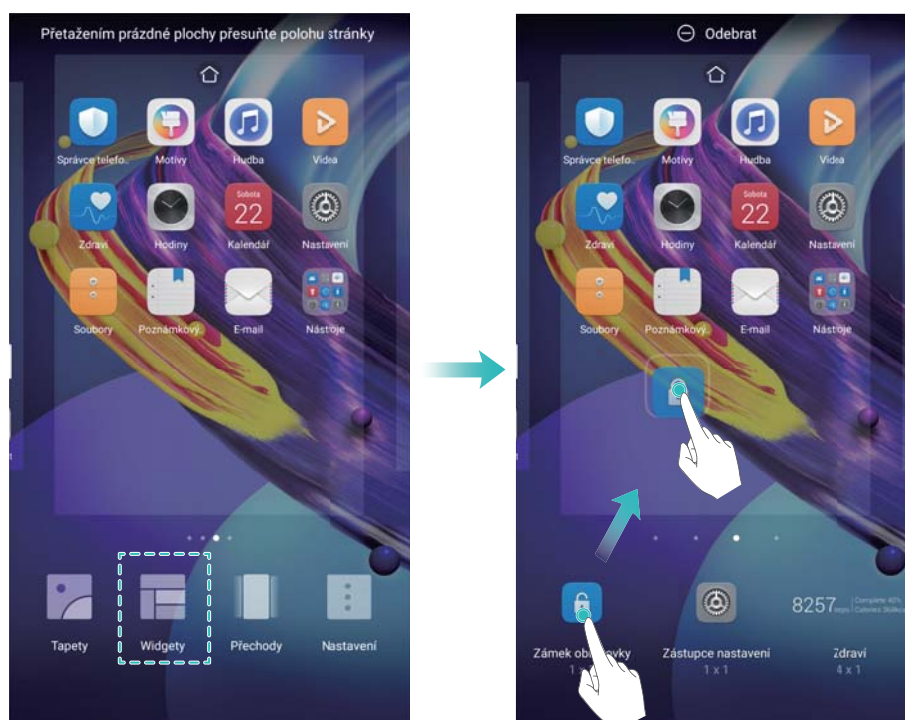 Přetažením prázdné plochy přesuňte polohu stránky
Správce telefo..
Motivy
Hudba
Videa
Zdraví
Hodiny
Sobota
22
Kalendář
Nastavení
Soubory
Poznámkový..
E-mail
Nástroje
Tapety
Widgety
Přechody
Nastavení
Odebrat
Správce telefo..
Motivy
Hudba
Videa
Zdraví
Hodiny
Sobota
22
Kalendář
Nastavení
Soubory
Poznámkový..
E-mail
Nástroje
8257
Zámek
Zástupce nastavení
1 x 1
Zdraví
4 x 1